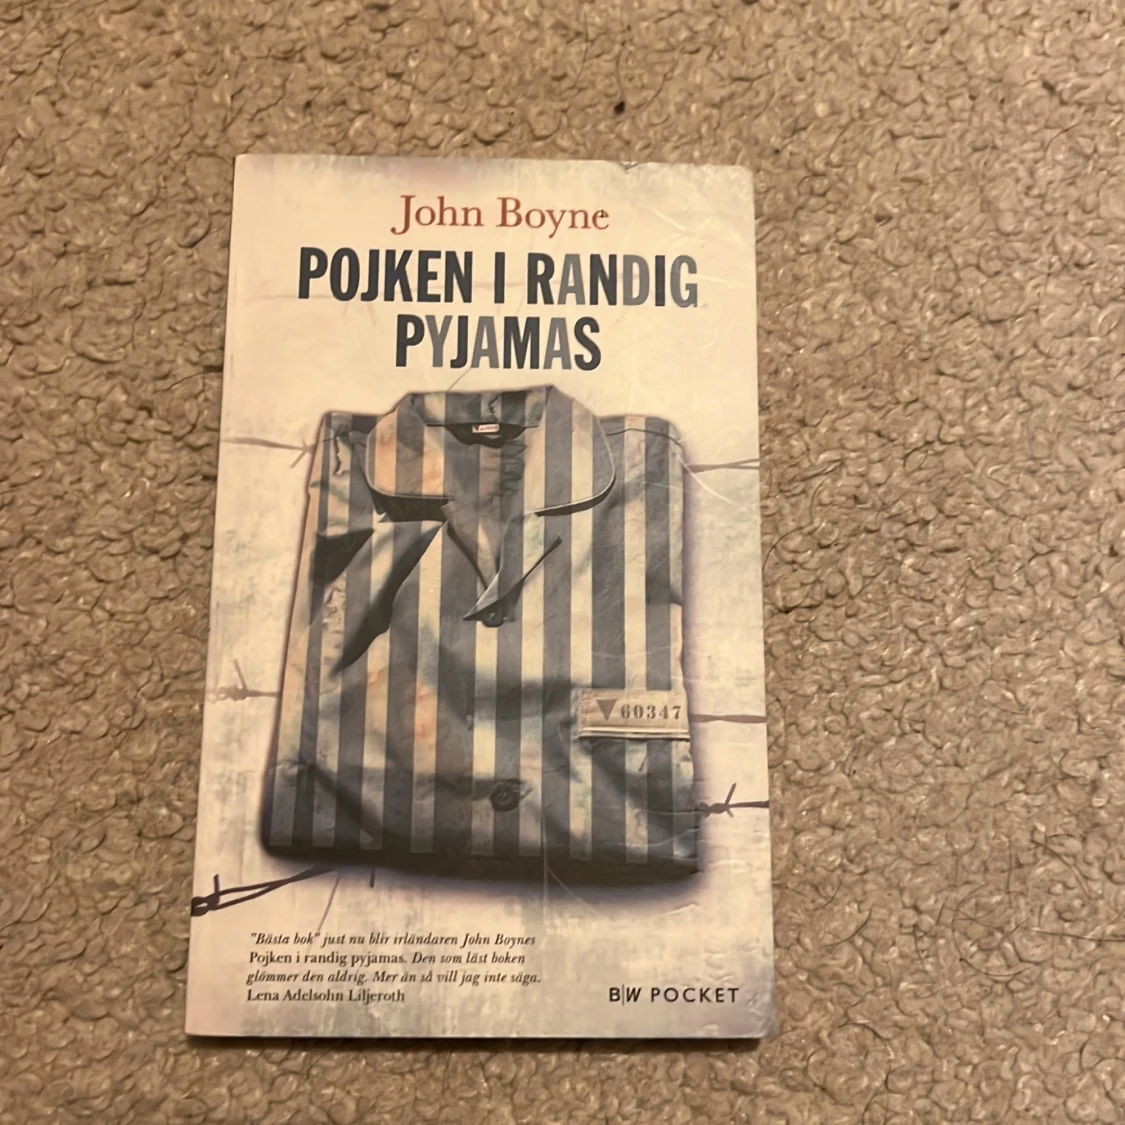 John Boyne
POJKEN I RANDIG
PYJAMAS
60347
"Bästa bok" just nu blir irländaren John Boynes
Pojken i randig pyjamas. Den som läst boken
glömmer den aldrig. Mer än så vill jag inte säga.
Lena Adelsohn Liljeroth
B|W POCKET